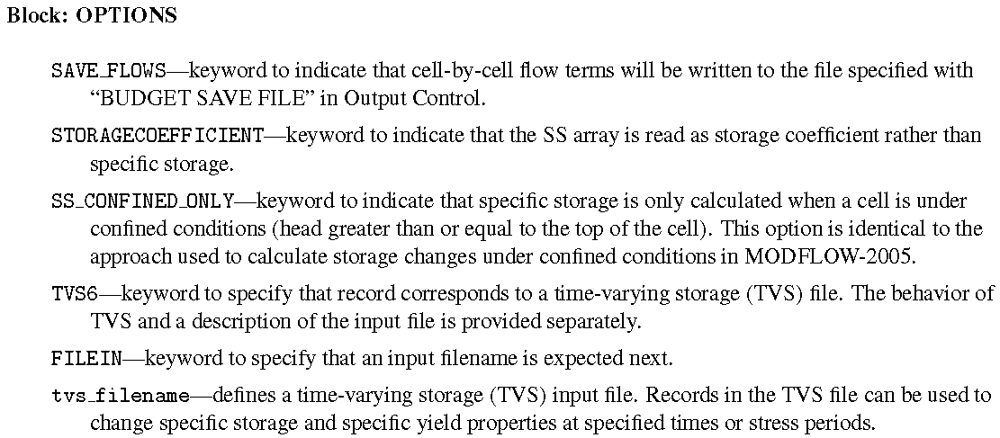 Block: OPTIONS
SAVE_FLOWS—keyword to indicate that cell-by-cell flow terms will be written to the file specified with
“BUDGET SAVE FILE” in Output Control.
STORAGECOEFFICIENT—keyword to indicate that the SS array is read as storage coefficient rather than
specific storage.
SS_CONFINED_ONLY—keyword to indicate that specific storage is only calculated when a cell is under
confined conditions (head greater than or equal to the top of the cell). This option is identical to the
approach used to calculate storage changes under confined conditions in MODFLOW-2005.
TVS6—keyword to specify that record corresponds to a time-varying storage (TVS) file. The behavior of
TVS and a description of the input file is provided separately.
FILEIN—keyword to specify that an input filename is expected next.
tvs_filename—defines a time-varying storage (TVS) input file. Records in the TVS file can be used to
change specific storage and specific yield properties at specified times or stress periods.